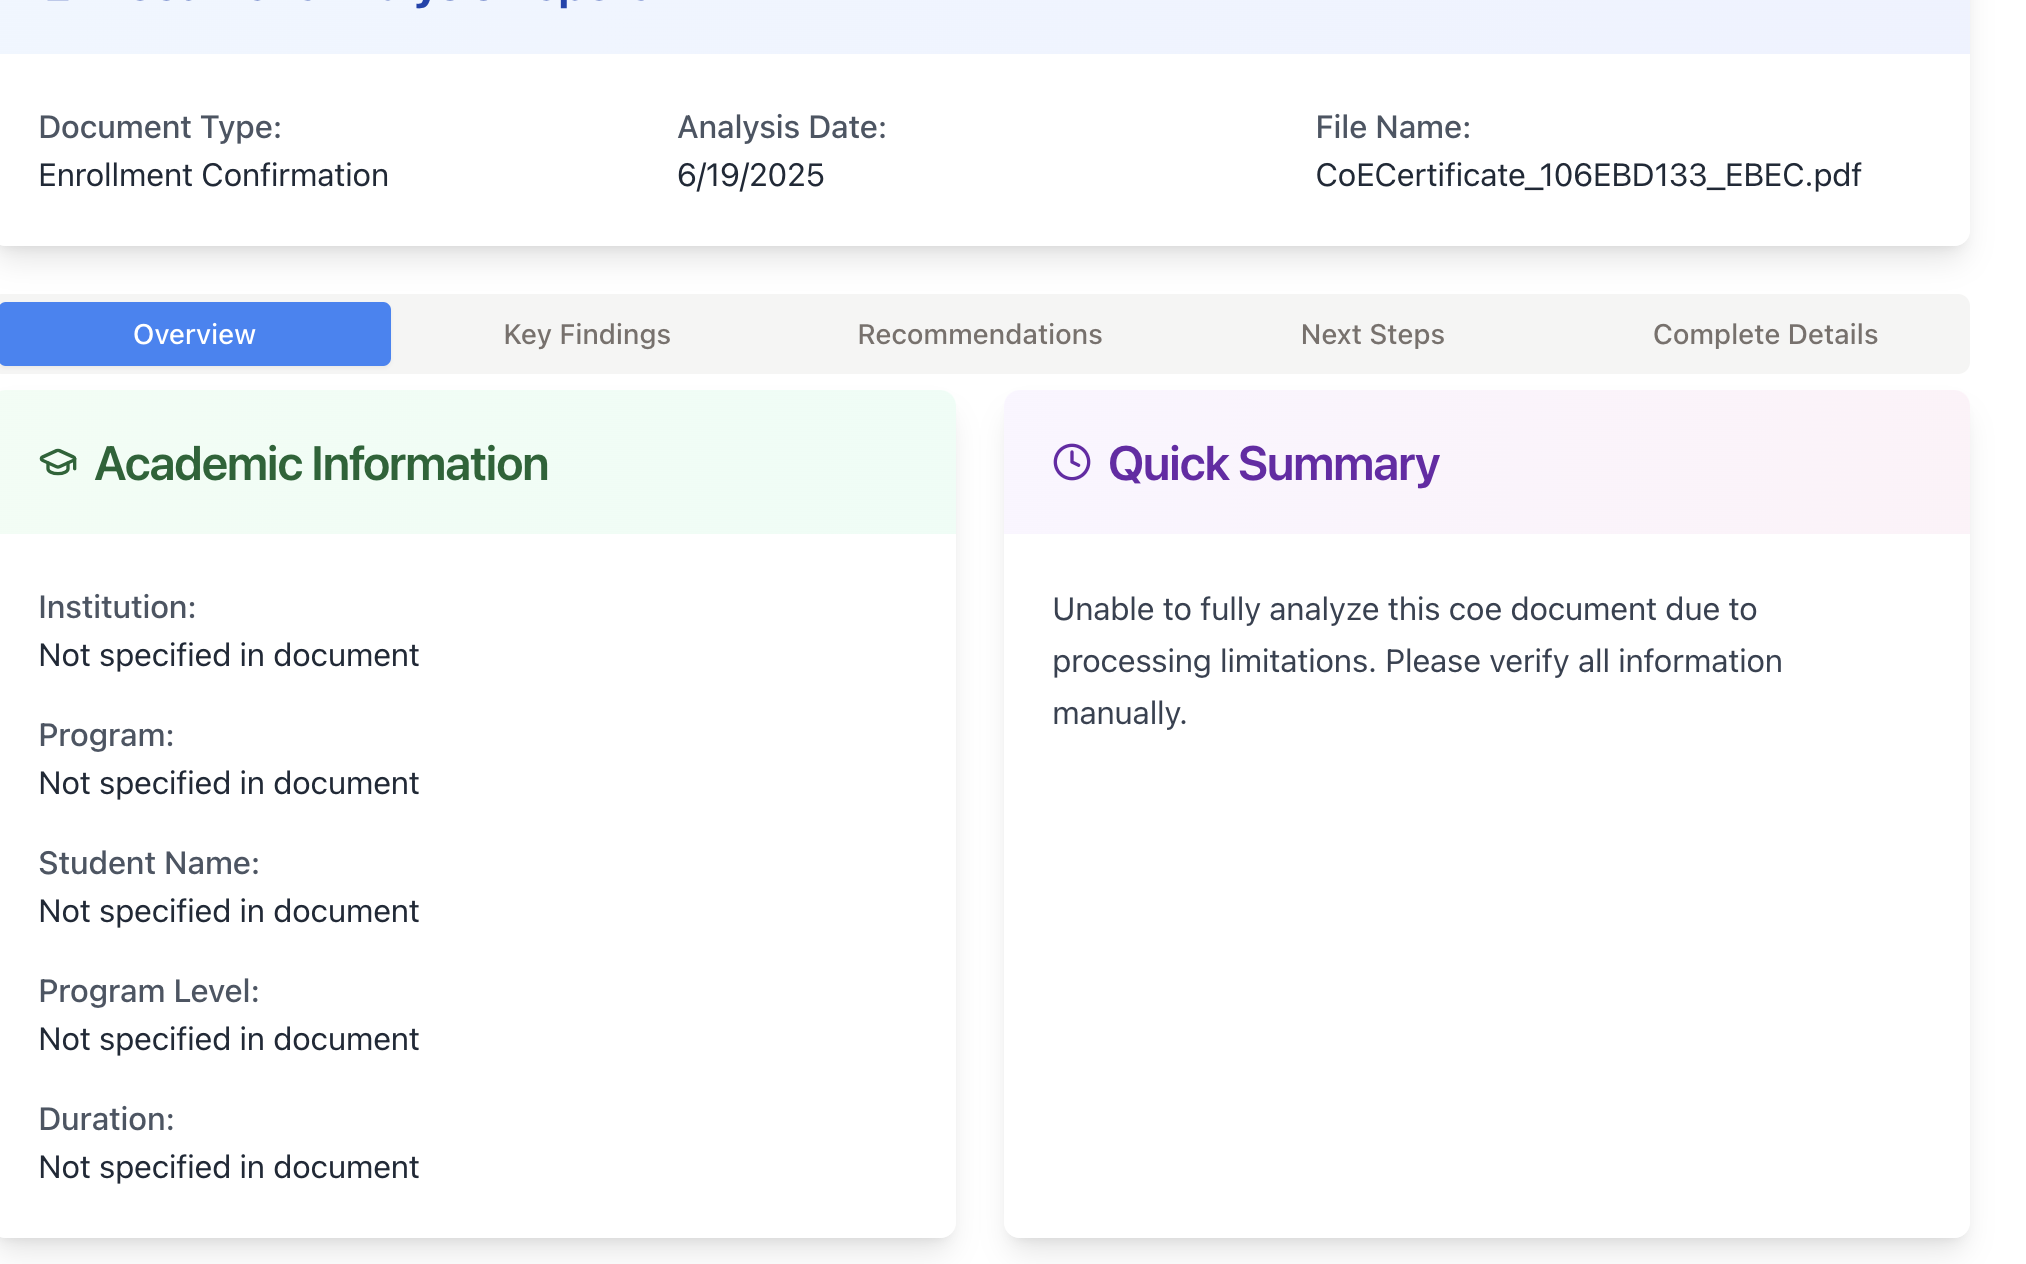 Document Type:
Enrollment Confirmation
Analysis Date:
6/19/2025
File Name:
CoECertificate_106EBD133_EBEC.pdf
Overview
Key Findings
Recommendations
Next Steps
Complete Details
Academic Information
Institution:
Not specified in document
Program:
Not specified in document
Student Name:
Not specified in document
Program Level:
Not specified in document
Duration:
Not specified in document
Quick Summary
Unable to fully analyze this coe document due to
processing limitations. Please verify all information
manually.